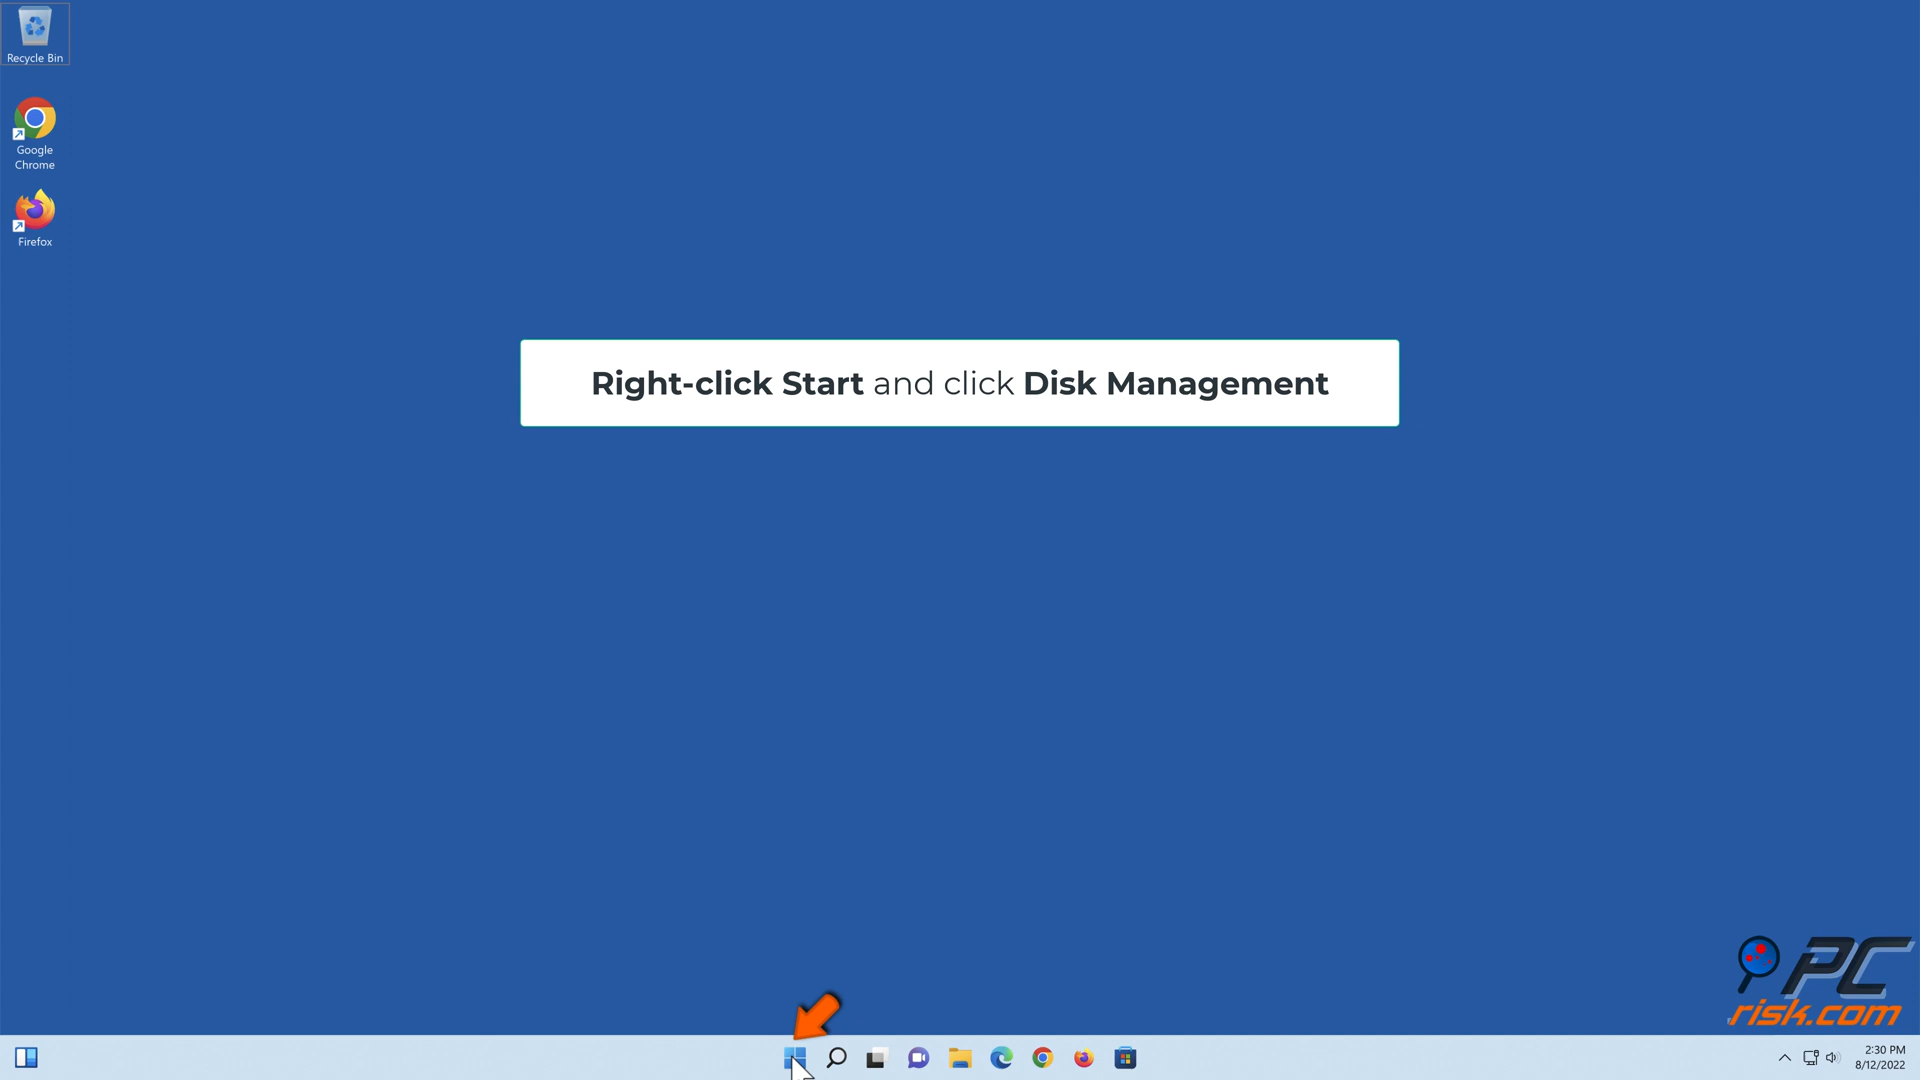 Recycle Bin
Google
Chrome
Firefox
Right-click Start and click Disk Management
PC
risk.com
2:30 PM
8/12/2022